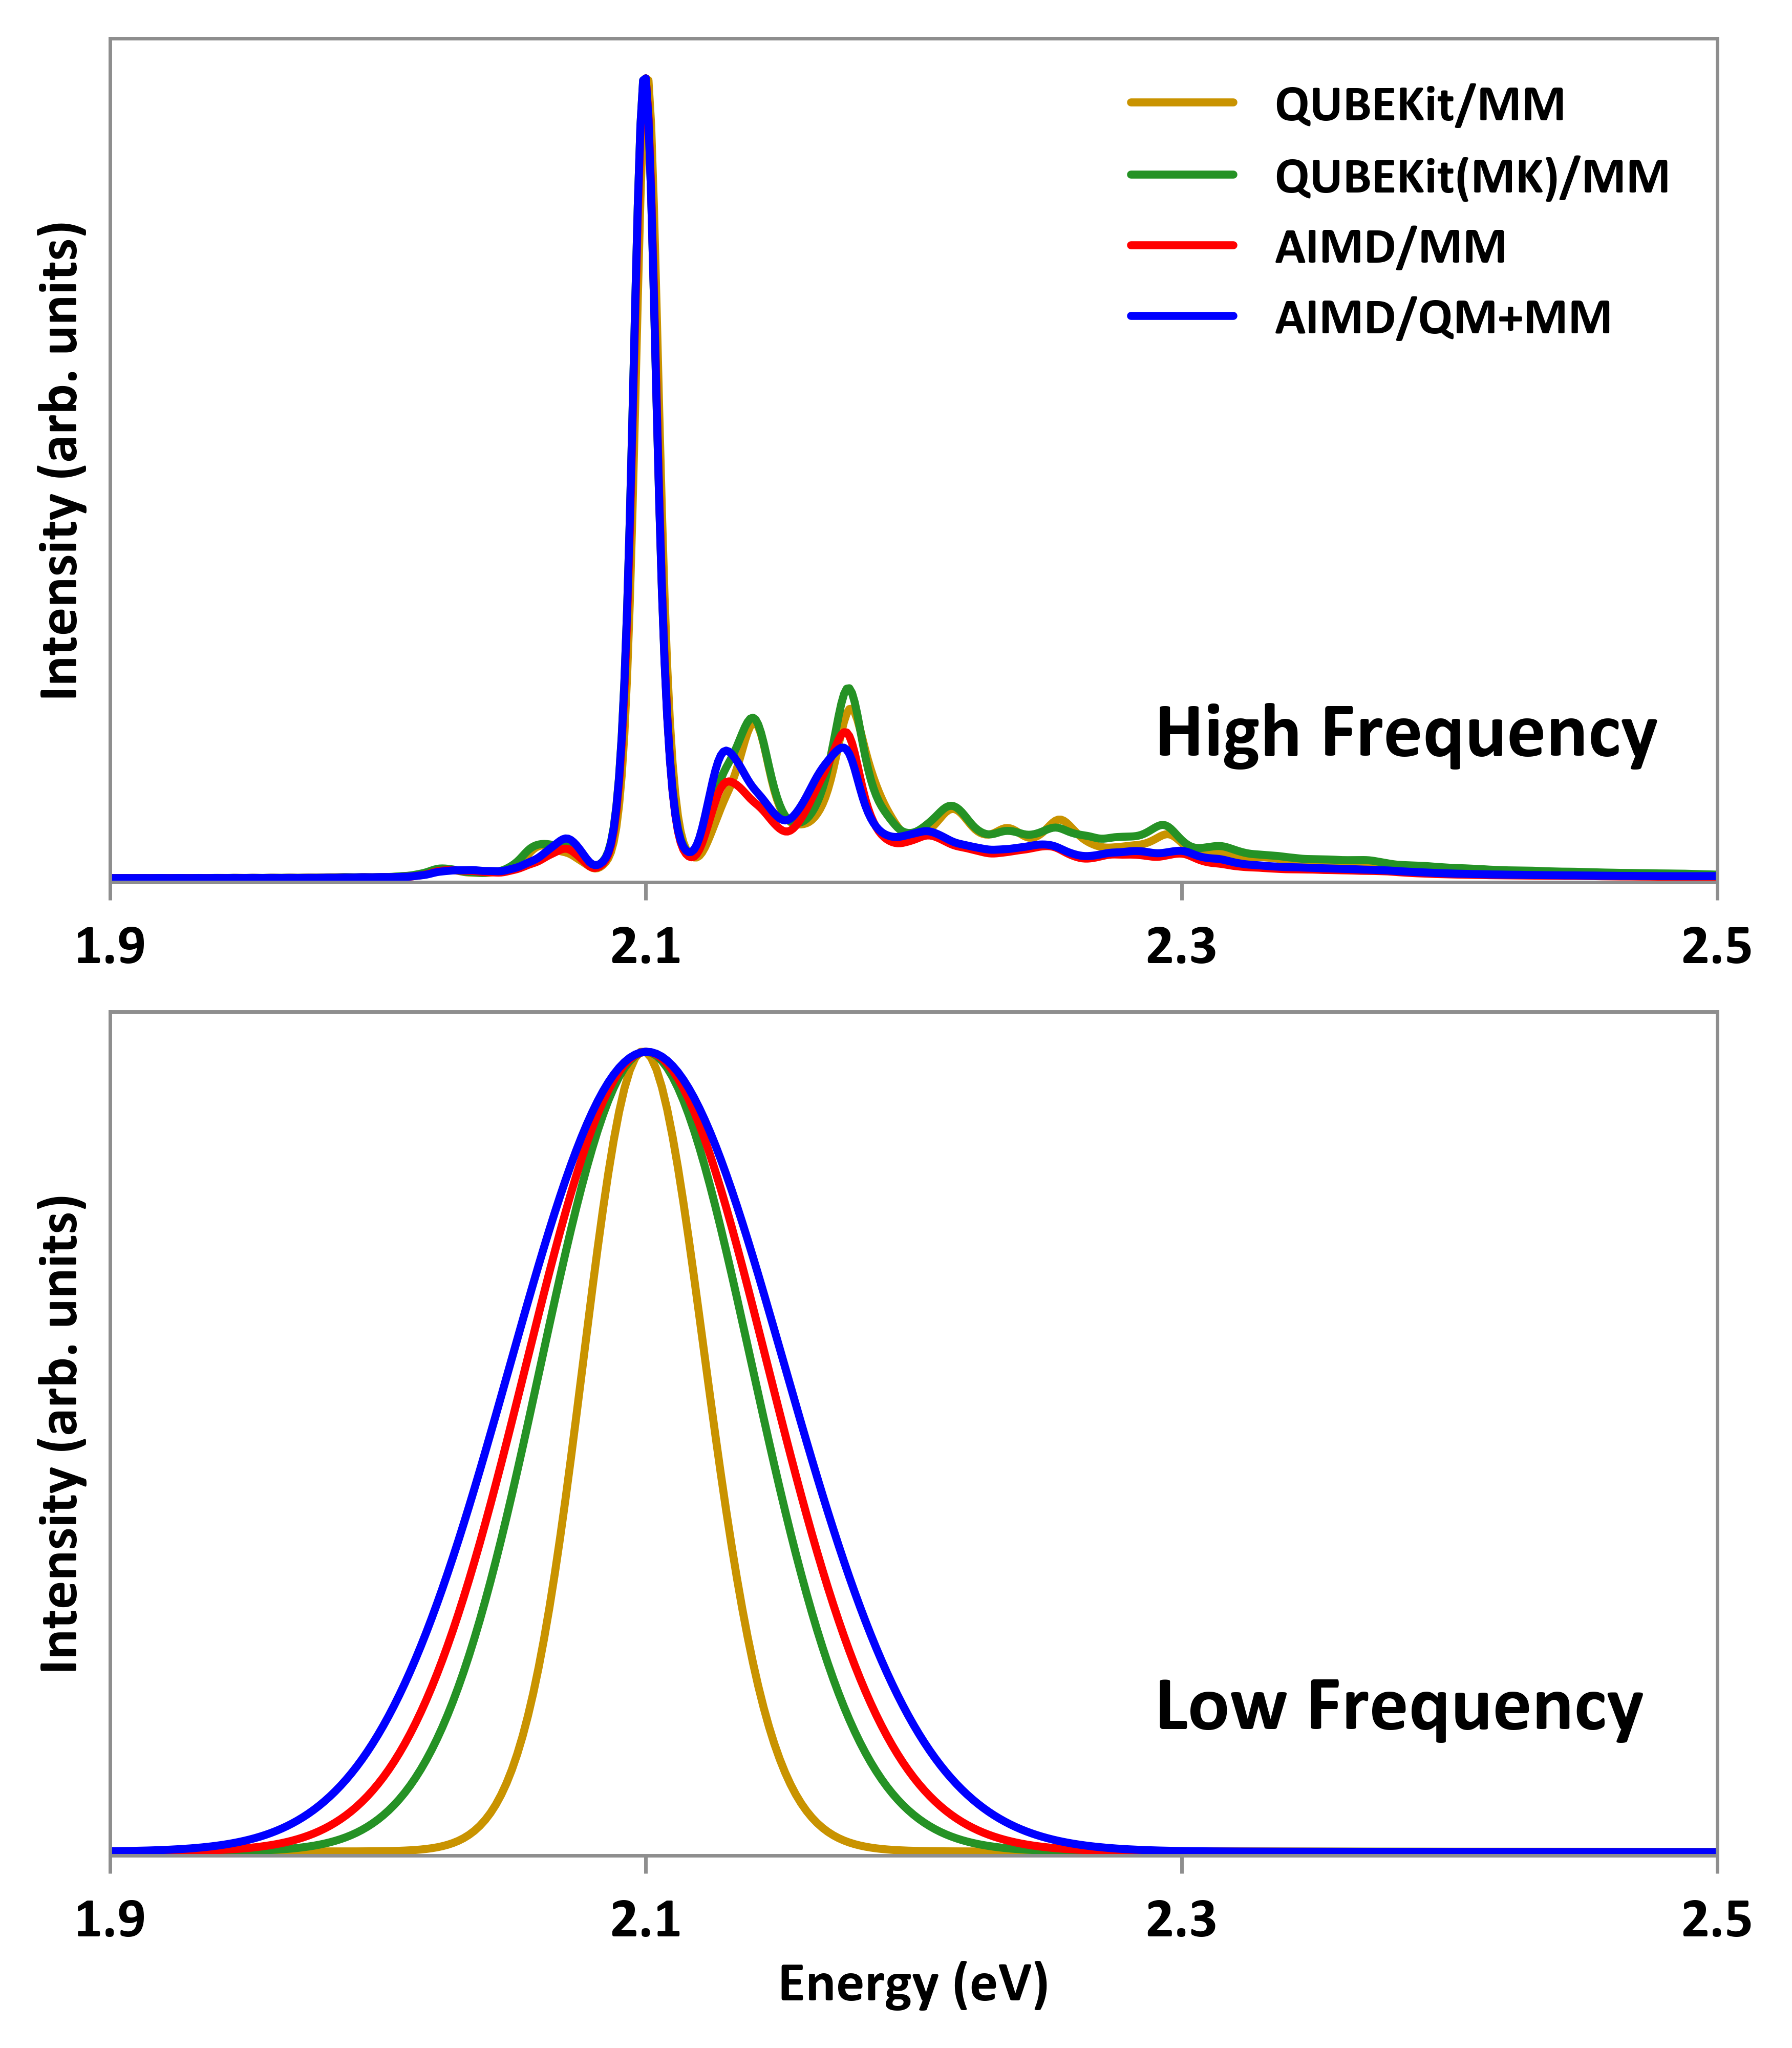 Intensity (arb. units)
QUBEKit/MM
QUBEKit(MK)/MM
AIMD/MM
AIMD/QM+MM
High Frequency
1.9 2.1 2.3 2.5
Intensity (arb. units)
Low Frequency
1.9 2.1 2.3 2.5
Energy (eV)